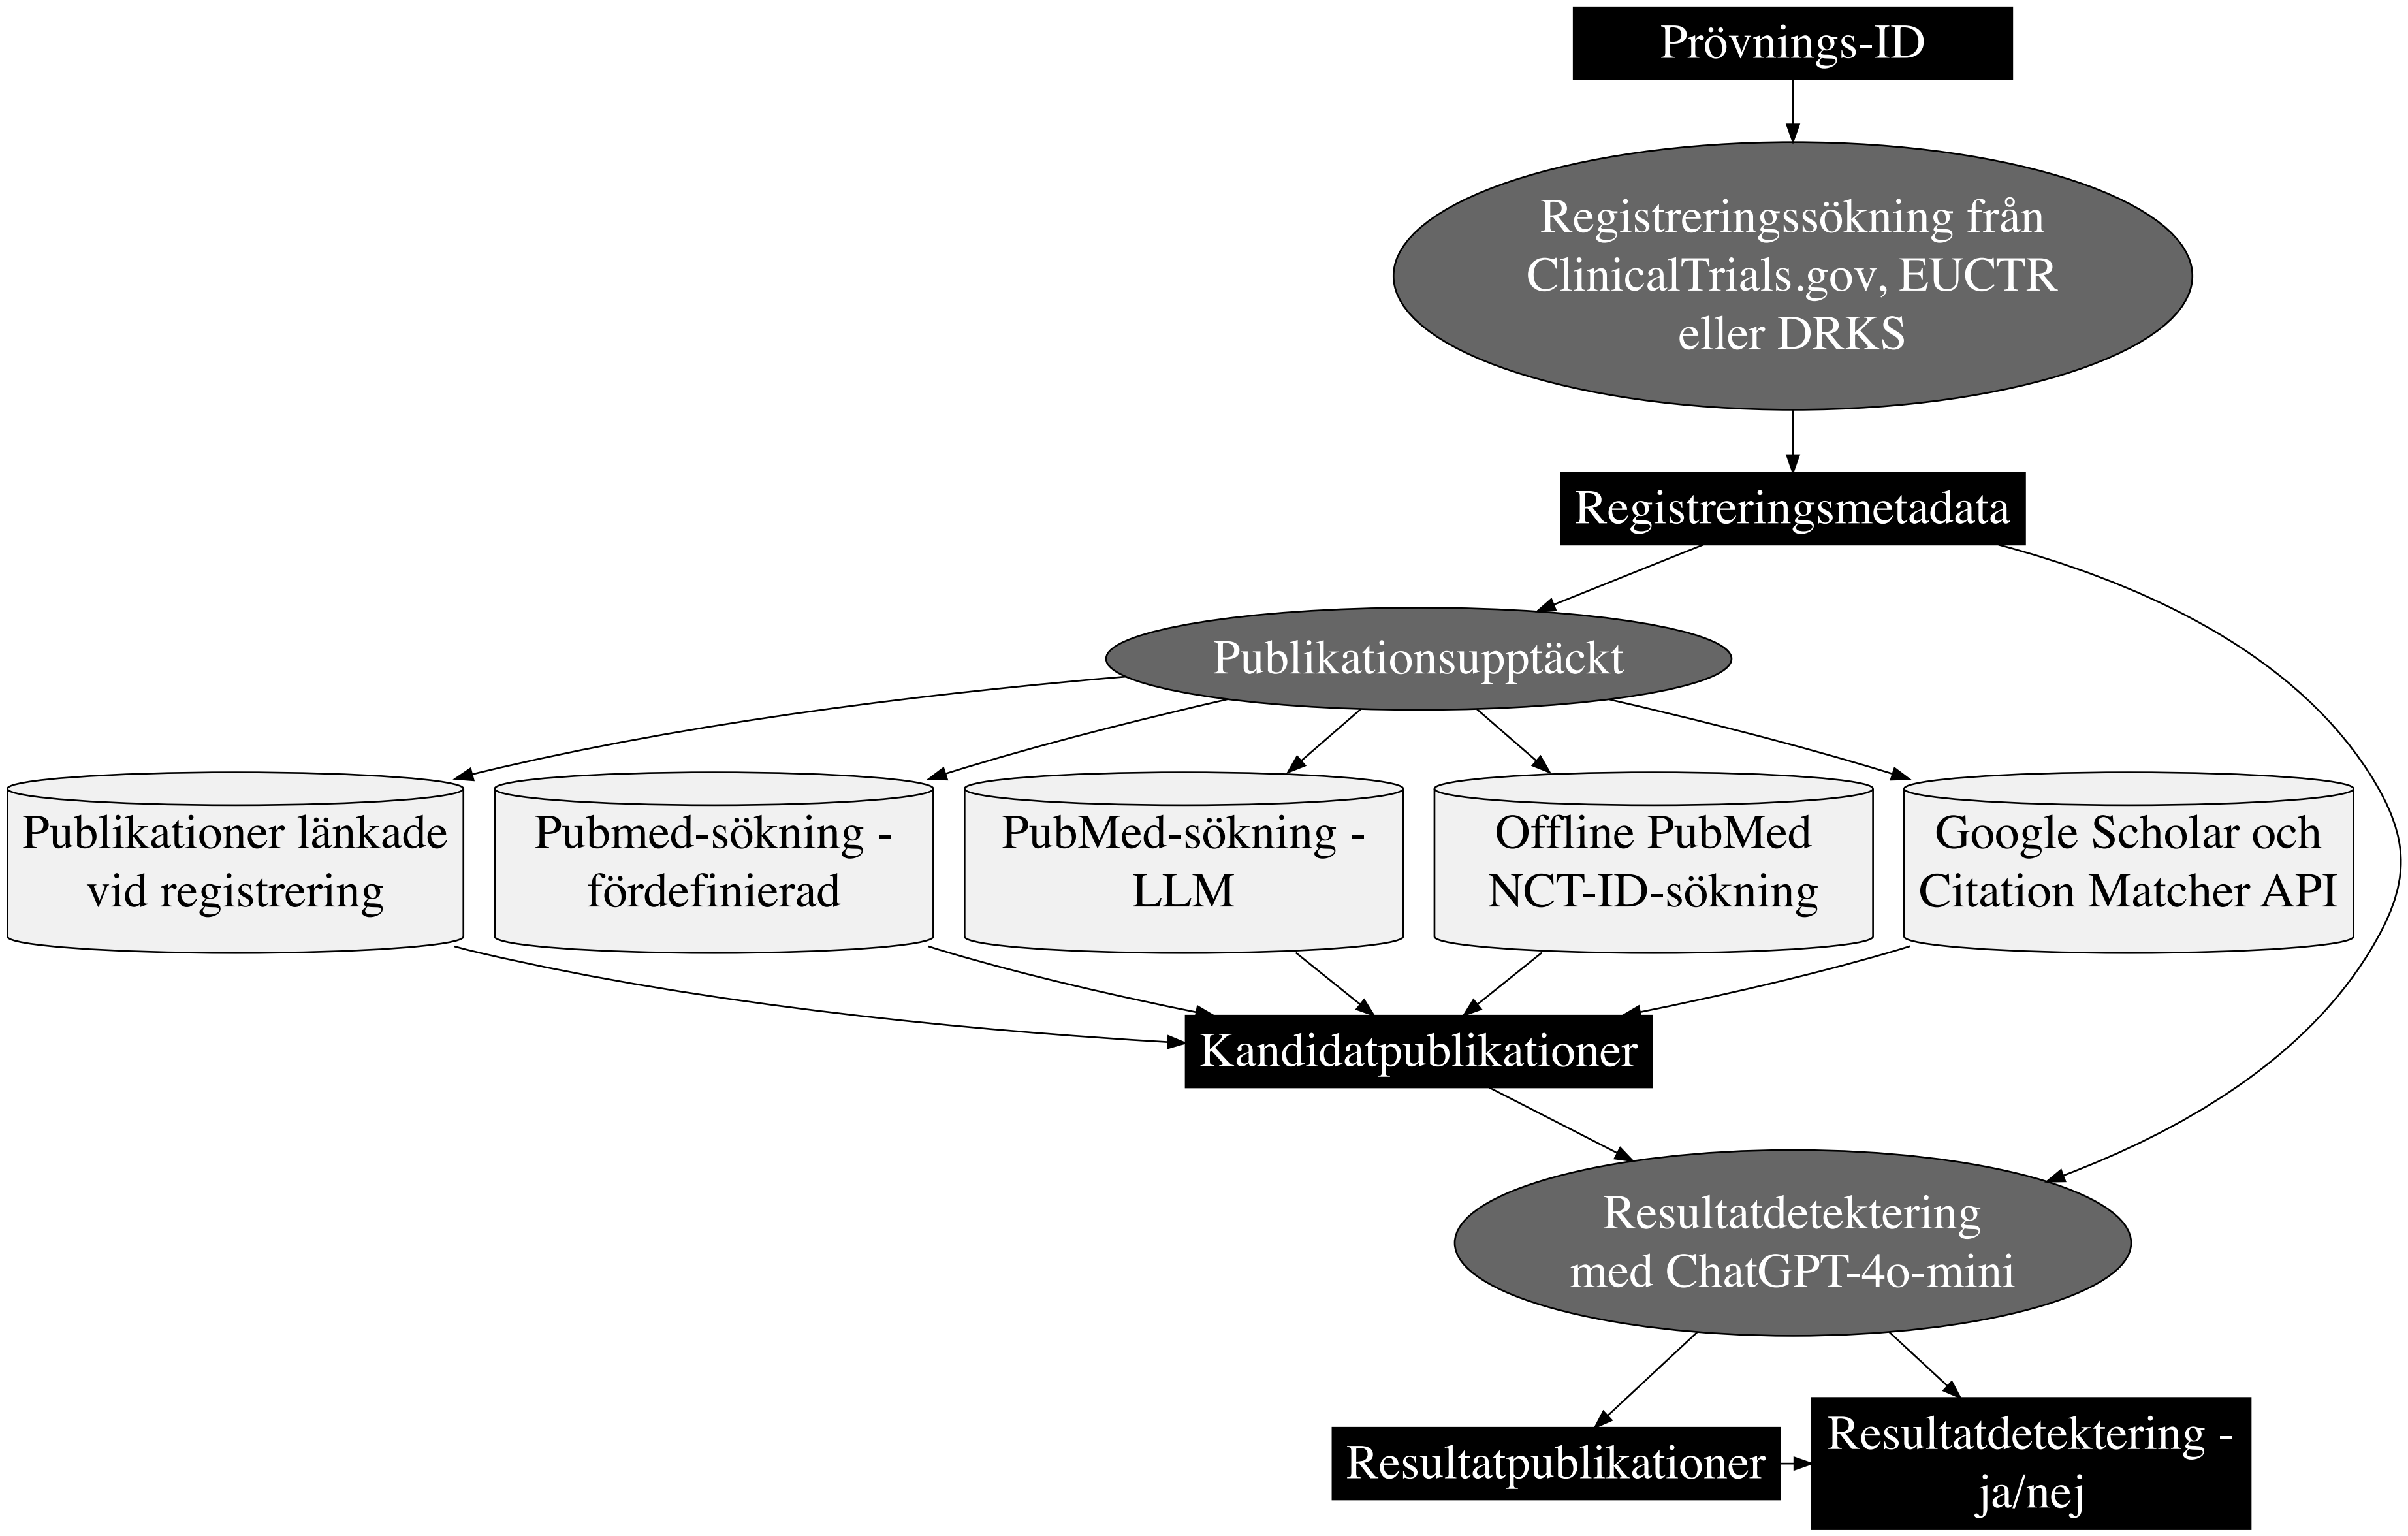 Prövnings-ID
Registreringssökning från
ClinicalTrials.gov, EUCTR
eller DRKS
Registreringsmetadata
Publikationsupptäckt
Publikationer länkade
vid registrering
Pubmed-sökning -
fördefinierad
PubMed-sökning -
LLM
Offline PubMed
NCT-ID-sökning
Google Scholar och
Citation Matcher API
Kandidatpublikationer
Resultatdetektering
med ChatGPT-4o-mini
Resultatpublikationer
Resultatdetektering -
ja/nej